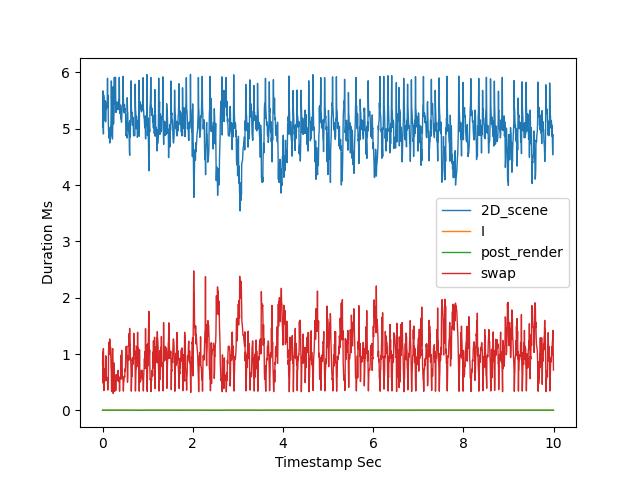 6
5
4
3
2
1
0
Duration Ms
2D_scene
I
post_render
swap
0
2
4
6
8
10
Timestamp Sec